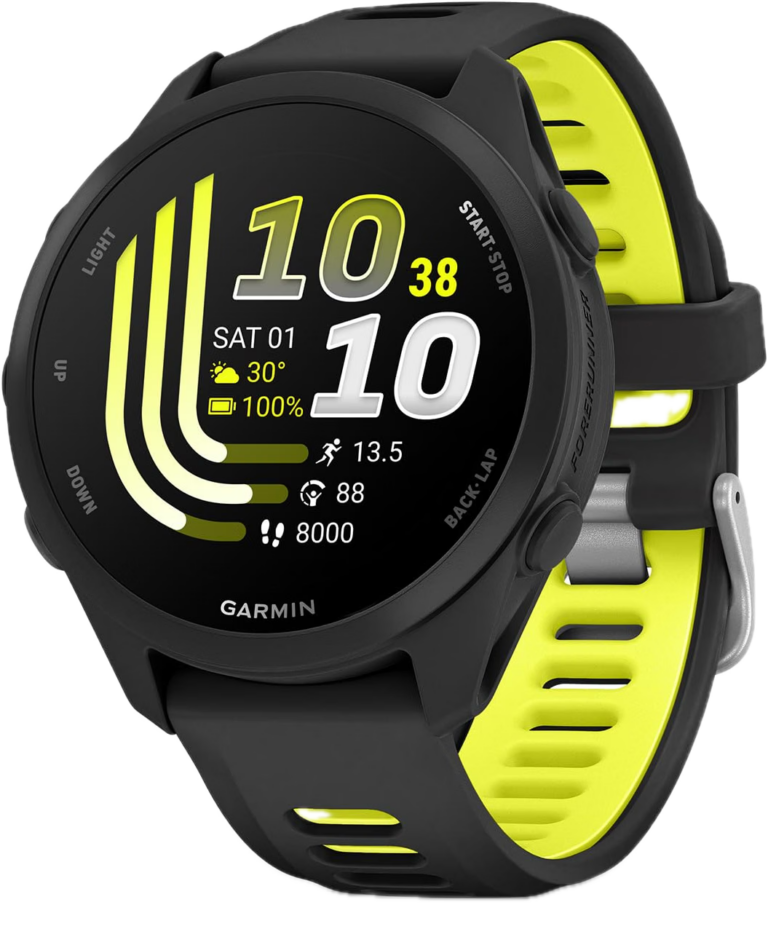 LIGHT
UP
DOWN
START·STOP
BACK·LAP
FORERUNNER
10
38
10
SAT 01
30°
100%
13.5
88
8000
GARMIN